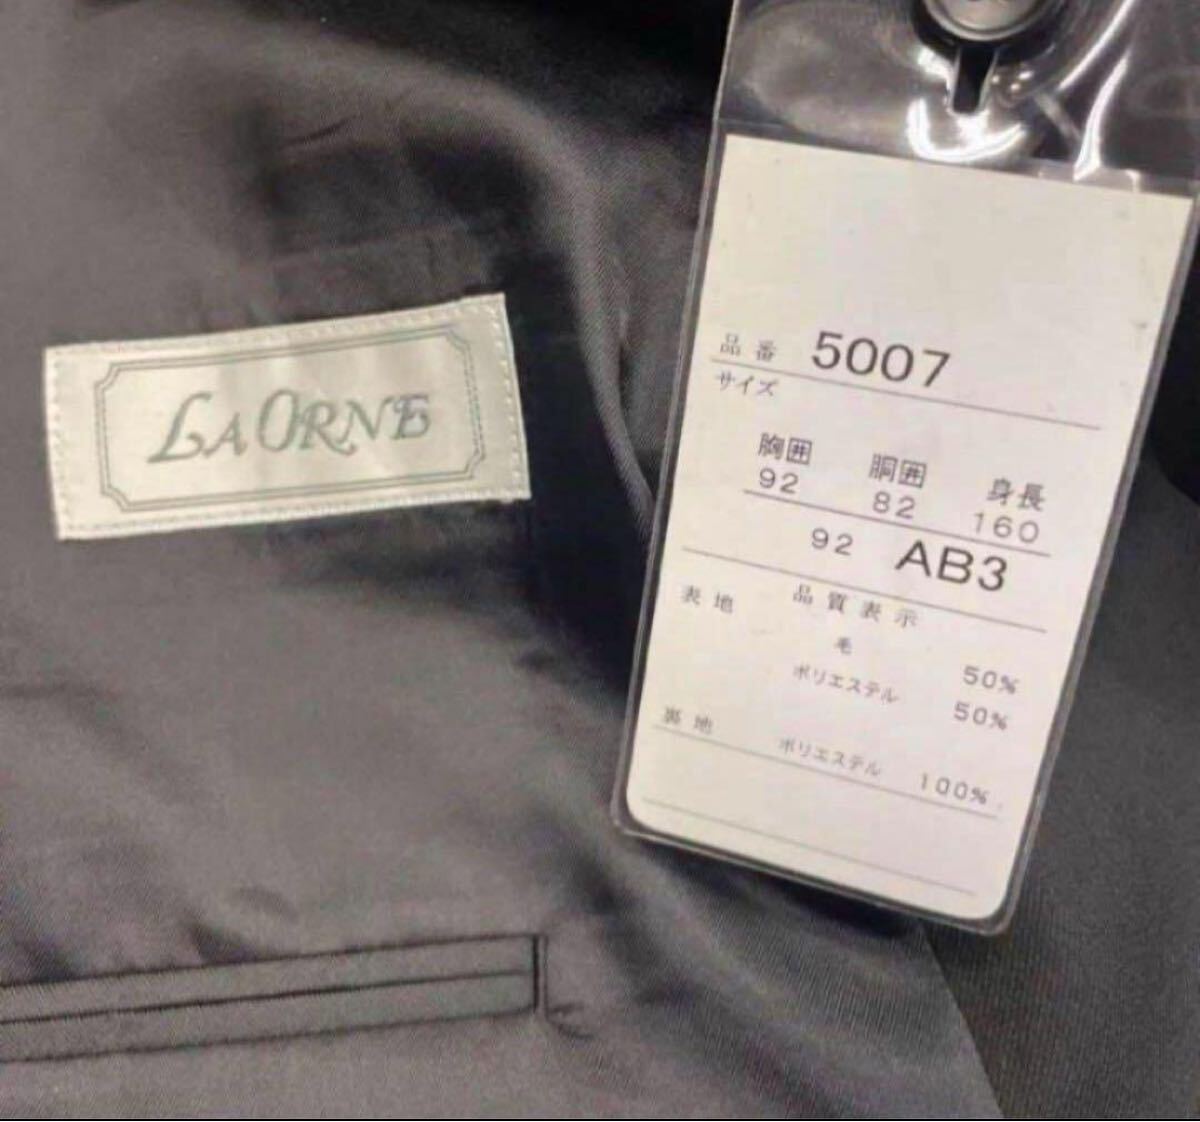 LA ORNE
品番 5007
サイズ
胸囲 胴囲 身長
92 82 160
92 AB3
品質表示
表地
毛 50%
ポリエステル 50%
裏地
ポリエステル 100%